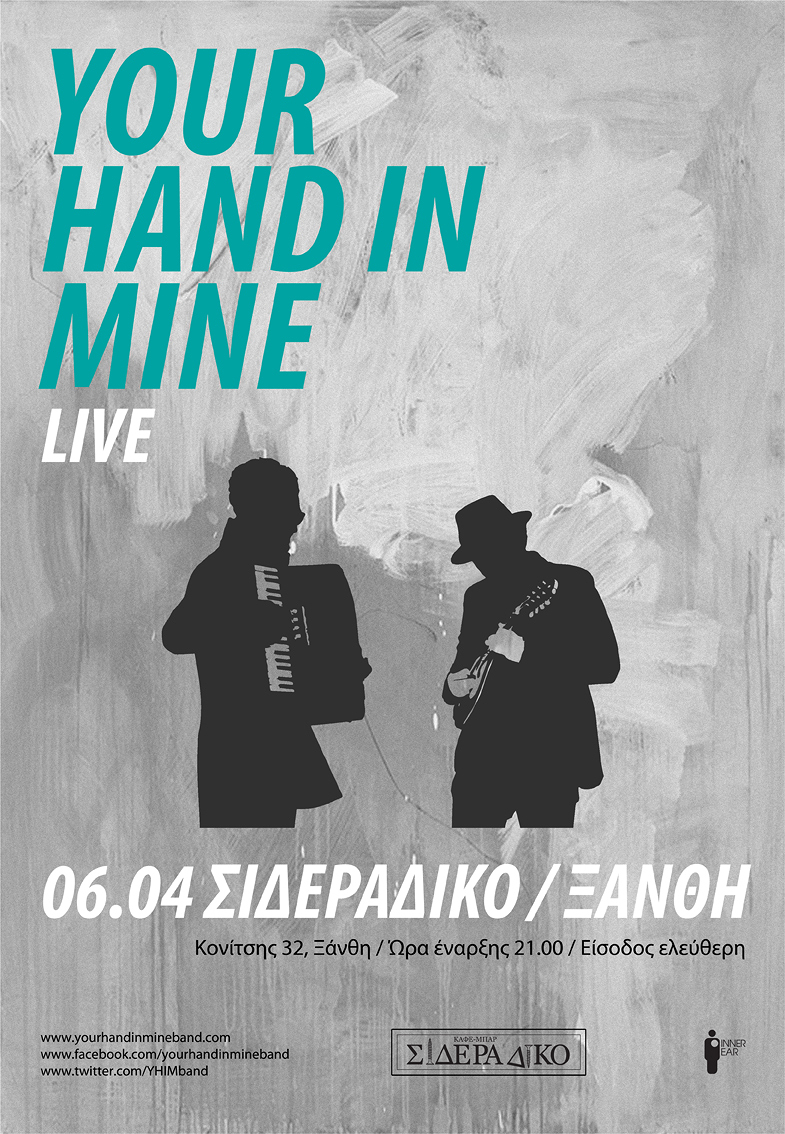 YOUR
HAND IN
MINE
LIVE
06.04 ΣΙΔΕΡΑΔΙΚΟ / ΞΑΝΘΗ
Κονίτσης 32, Ξάνθη / Ώρα έναρξης 21.00 / Είσοδος ελεύθερη
www.yourhandinmineband.com
www.facebook.com/yourhandinmineband
www.twitter.com/YHIMband
ΚΑΦΕ-ΜΠΑΡ
ΣΙΔΕΡΑΔΙΚΟ
INNER
EAR